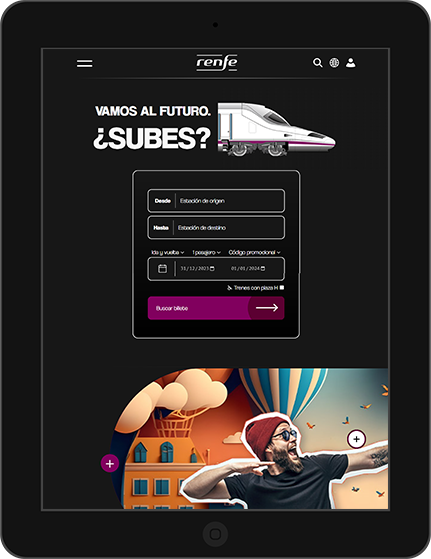 renfe
VAMOS AL FUTURO.
¿SUBES?
Desde Estación de origen
Hasta Estación de destino
Ida y vuelta 1 pasajero Código promocional
31/12/2023 01/01/2024
Trenes con plaza H
Buscar billete